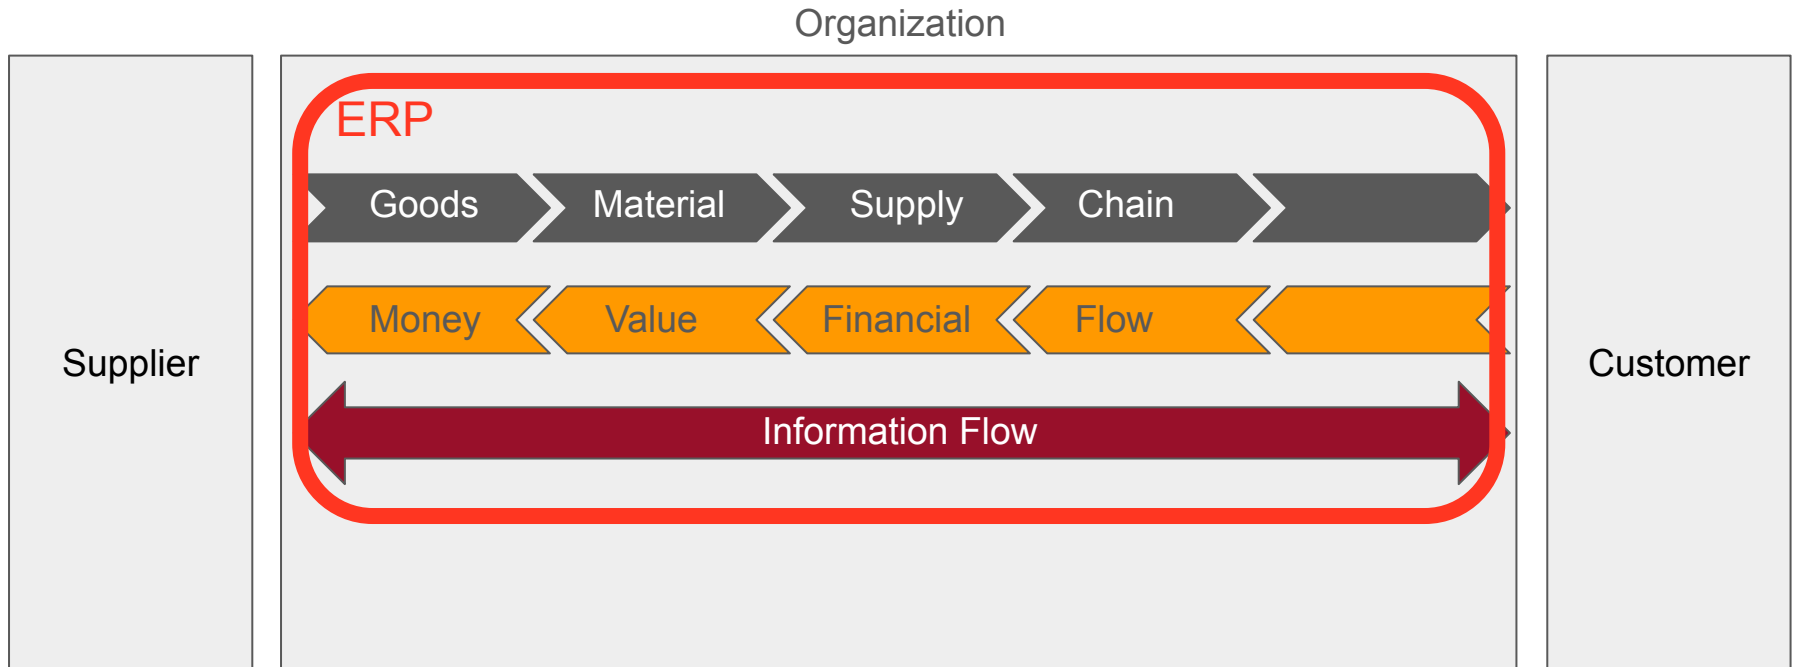 Organization
ERP
Goods Material Supply Chain
Money Value Financial Flow
Supplier
Customer
Information Flow